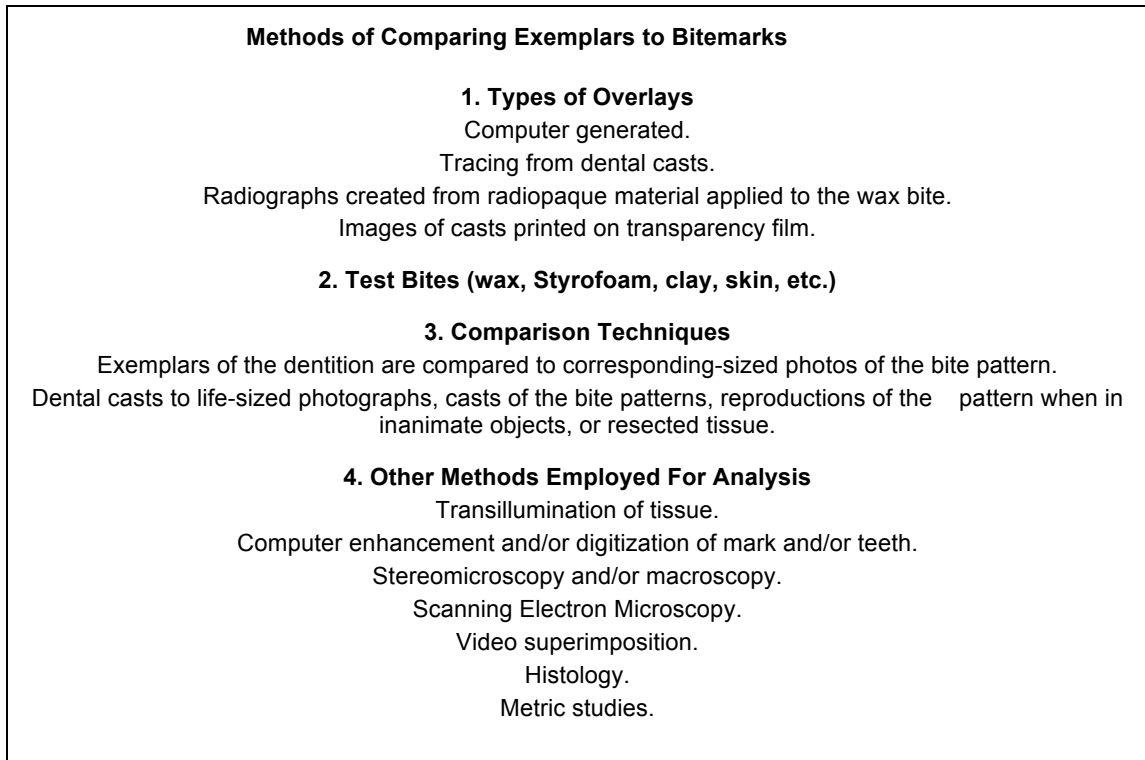 Methods of Comparing Exemplars to Bitemarks
1. Types of Overlays
Computer generated.
Tracing from dental casts.
Radiographs created from radiopaque material applied to the wax bite.
Images of casts printed on transparency film.
2. Test Bites (wax, Styrofoam, clay, skin, etc.)
3. Comparison Techniques
Exemplars of the dentition are compared to corresponding-sized photos of the bite pattern.
Dental casts to life-sized photographs, casts of the bite patterns, reproductions of the pattern when in
inanimate objects, or resected tissue.
4. Other Methods Employed For Analysis
Transillumination of tissue.
Computer enhancement and/or digitization of mark and/or teeth.
Stereomicroscopy and/or macroscopy.
Scanning Electron Microscopy.
Video superimposition.
Histology.
Metric studies.